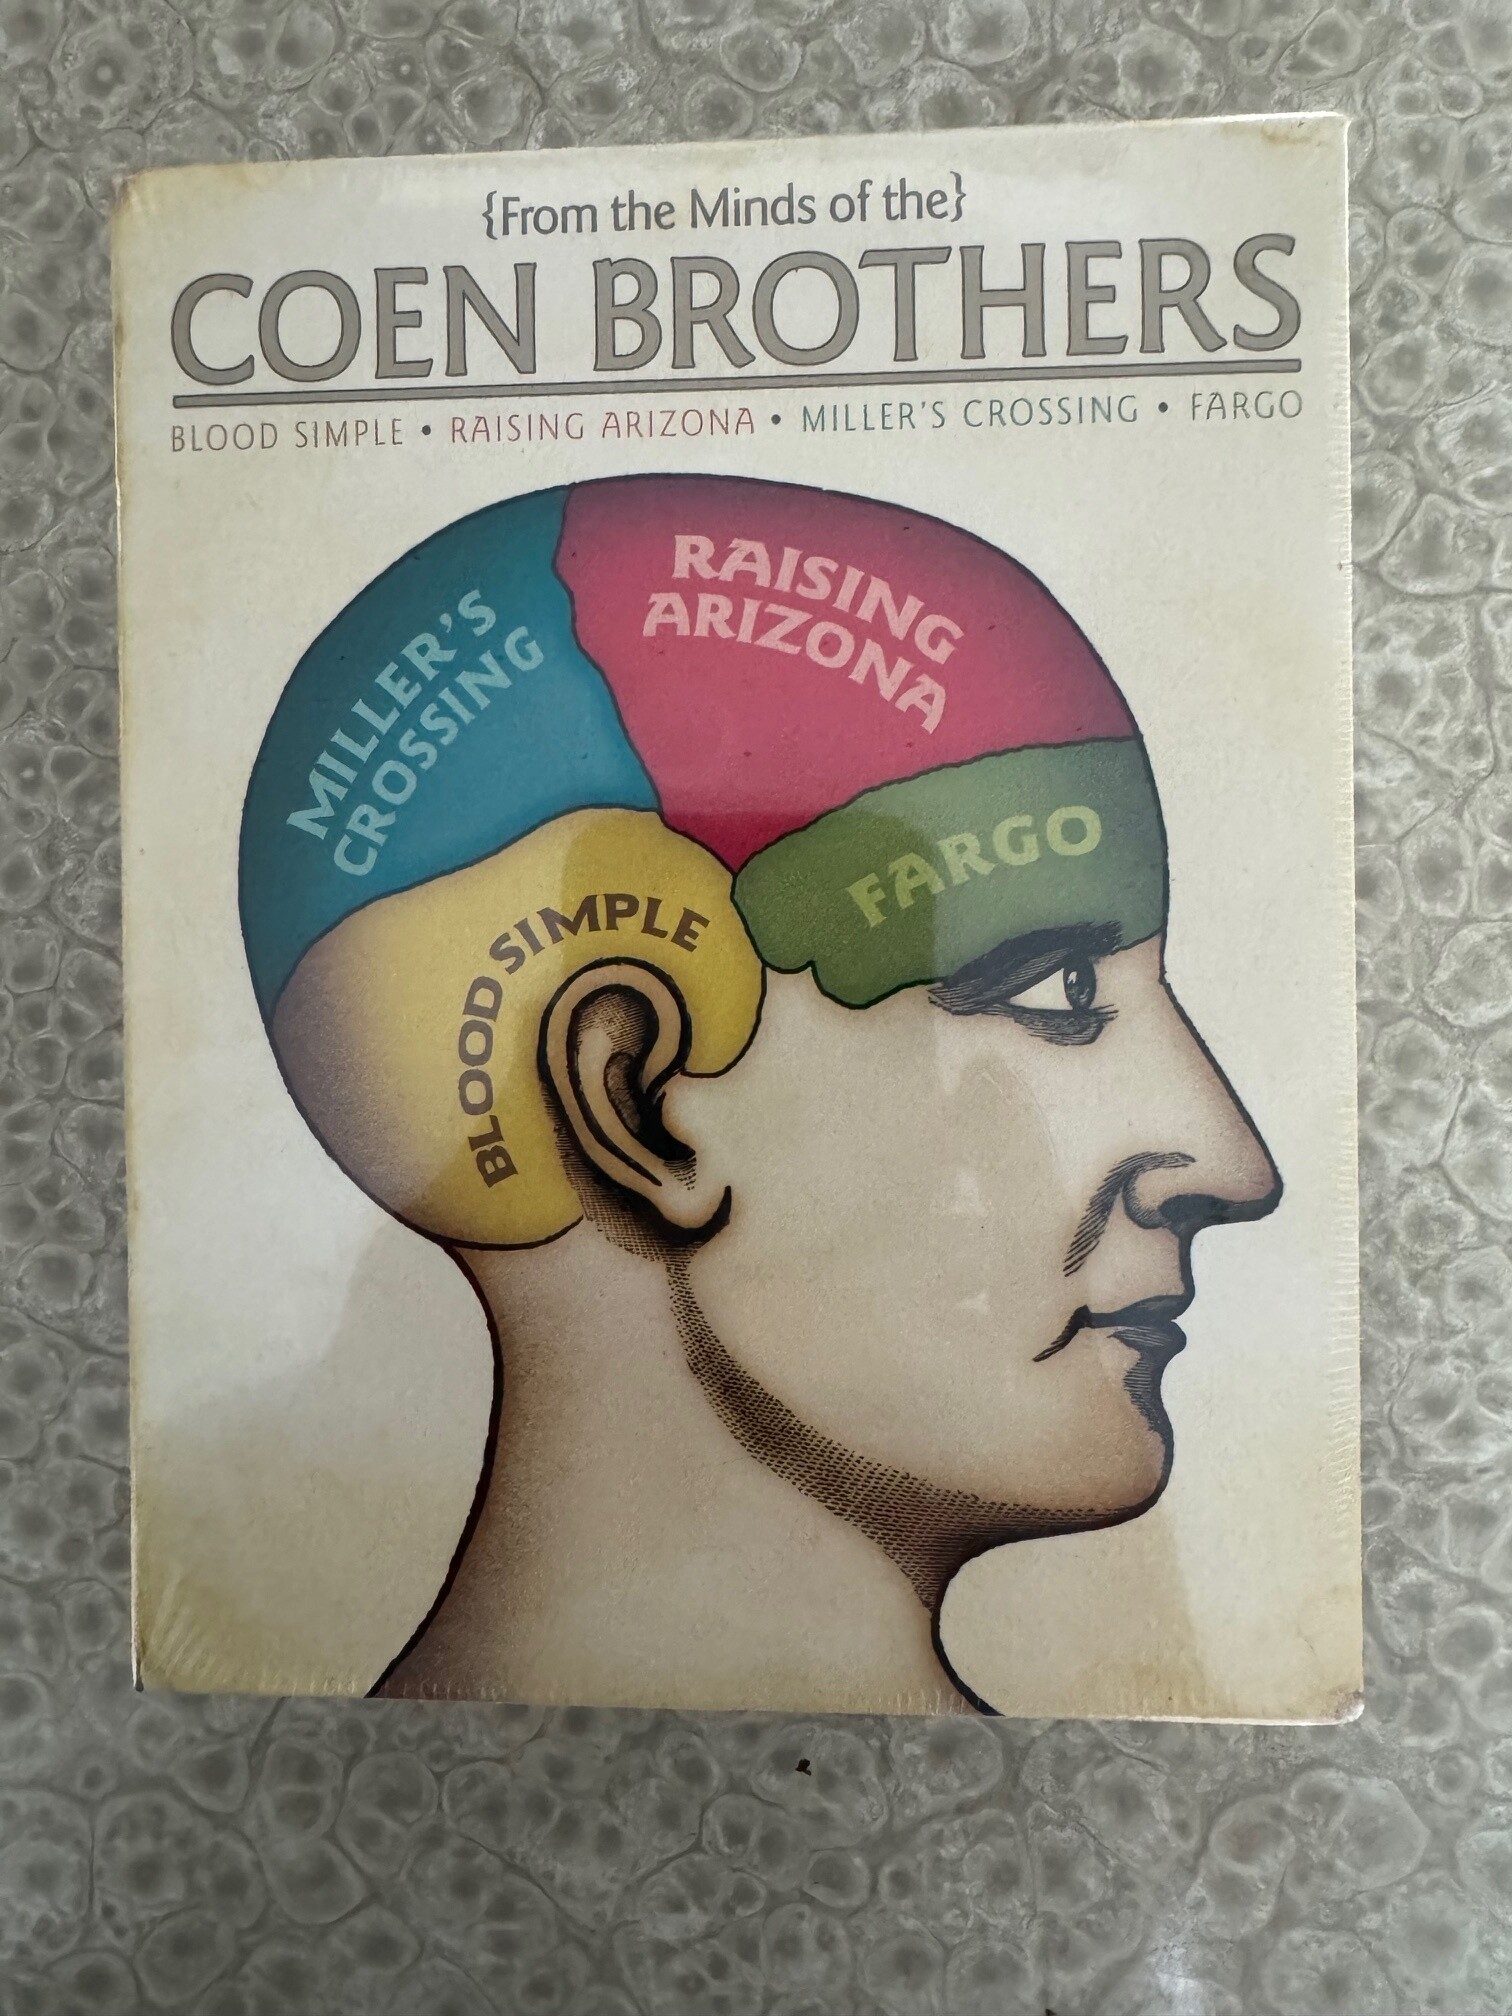 {From the Minds of the}
COEN BROTHERS
BLOOD SIMPLE • RAISING ARIZONA • MILLER'S CROSSING • FARGO
MILLER'S
CROSSING
RAISING
ARIZONA
FARGO
BLOOD SIMPLE